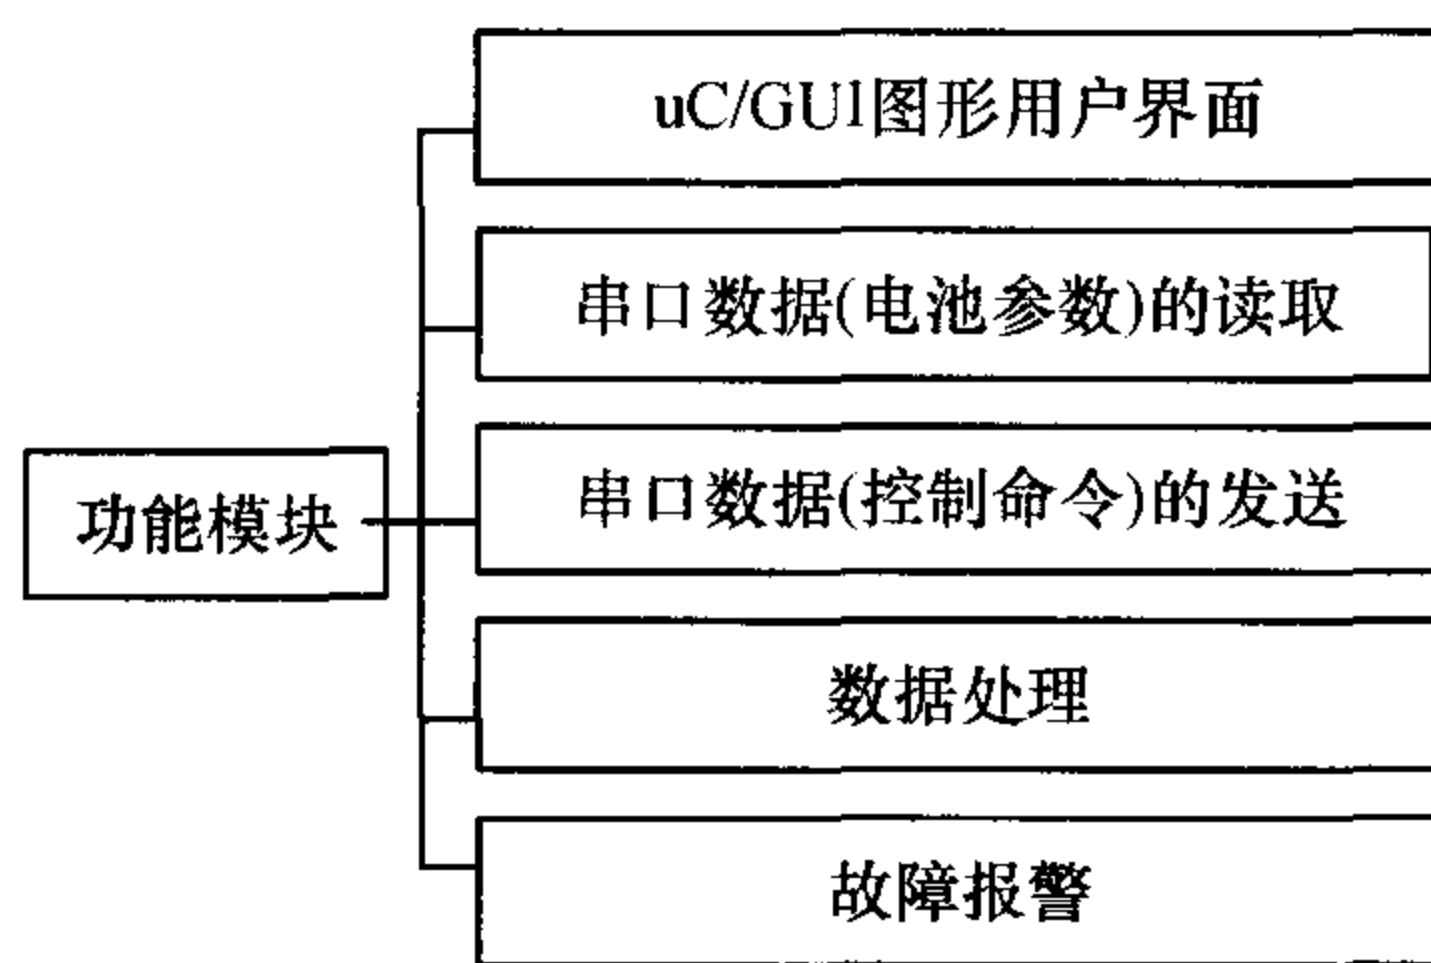 uC/GUI图形用户界面
串口数据(电池参数)的读取
功能模块
串口数据(控制命令)的发送
数据处理
故障报警